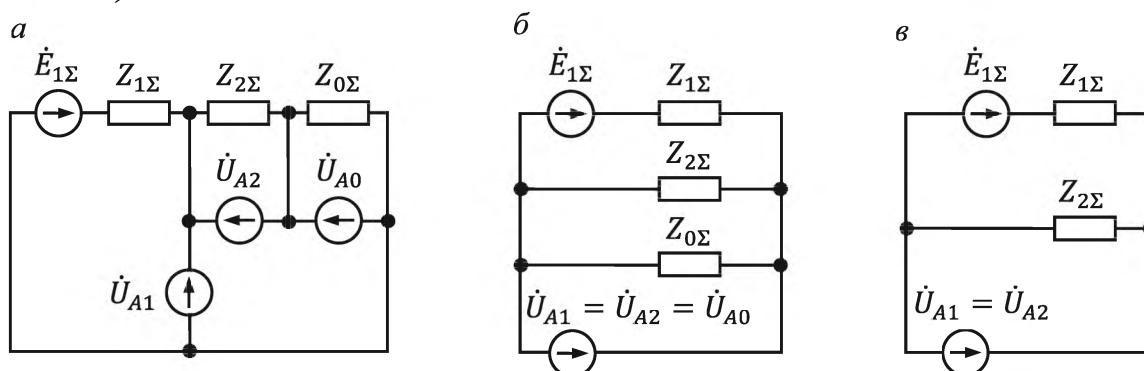 а
Ė₁Σ Z₁Σ Z₂Σ Z₀Σ
U̇A2 U̇A0
U̇A1
б
Ė₁Σ Z₁Σ
Z₂Σ
Z₀Σ
U̇A1 = U̇A2 = U̇A0
в
Ė₁Σ Z₁Σ
Z₂Σ
U̇A1 = U̇A2